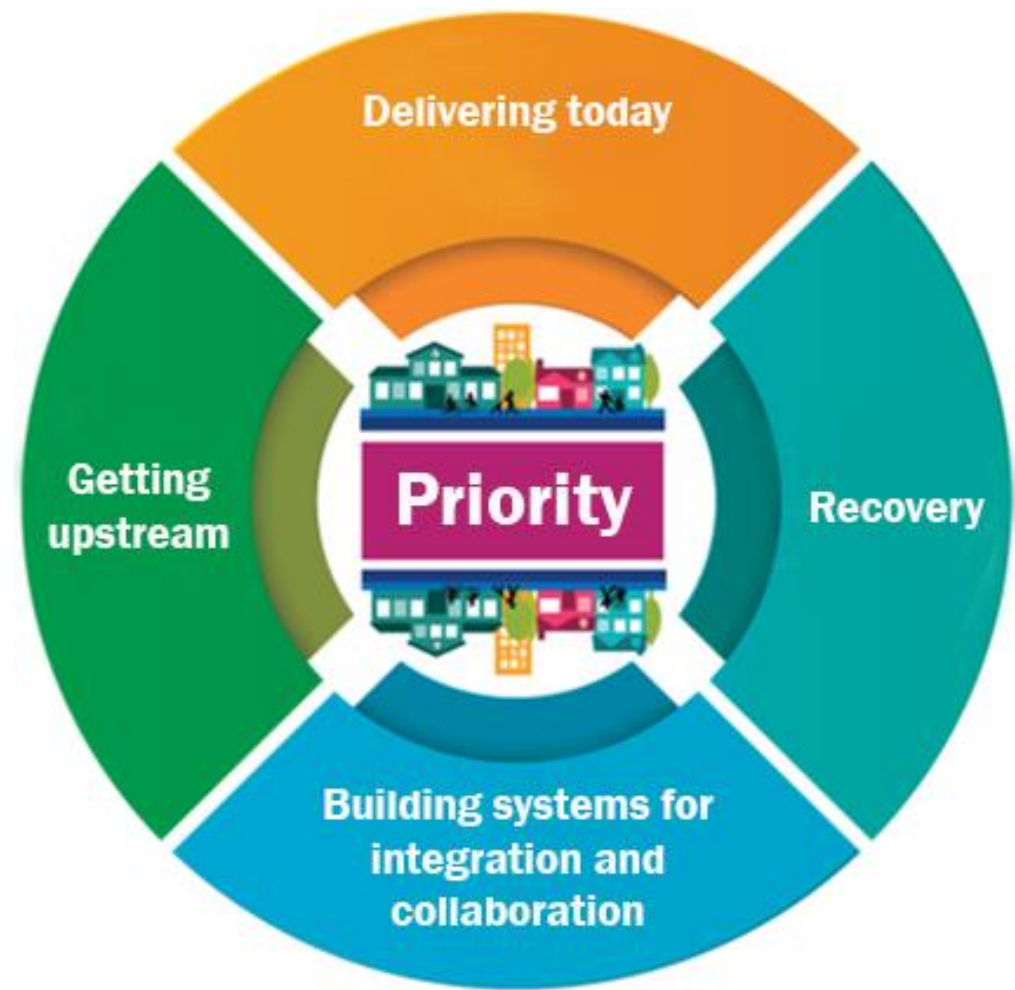 Delivering today
Getting
upstream
Priority
Recovery
Building systems for
integration and
collaboration